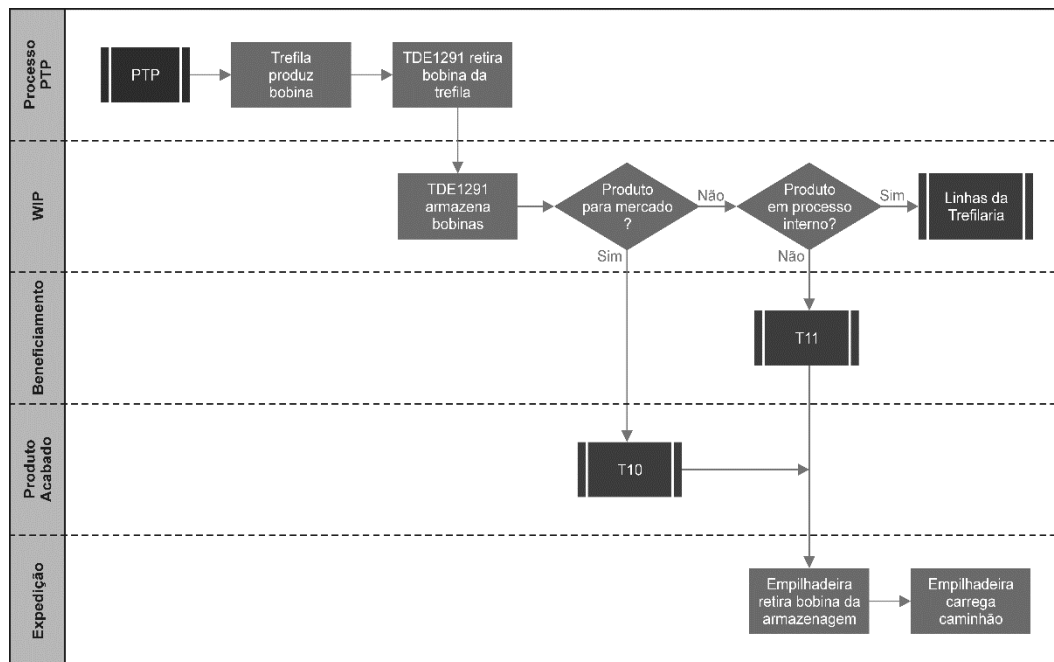 Processo
PTP
PTP
Trefila
produz
bobina
TDE1291 retira
bobina da
trefila
WIP
TDE1291
armazena
bobinas
Produto
para mercado
?
Não
Sim
Produto
em processo
interno?
Sim
Não
Linhas da
Trefilaria
Beneficiamento
T11
Produto
Acabado
T10
Expedição
Empilhadeira
retira bobina da
armazenagem
Empilhadeira
carrega
caminhão